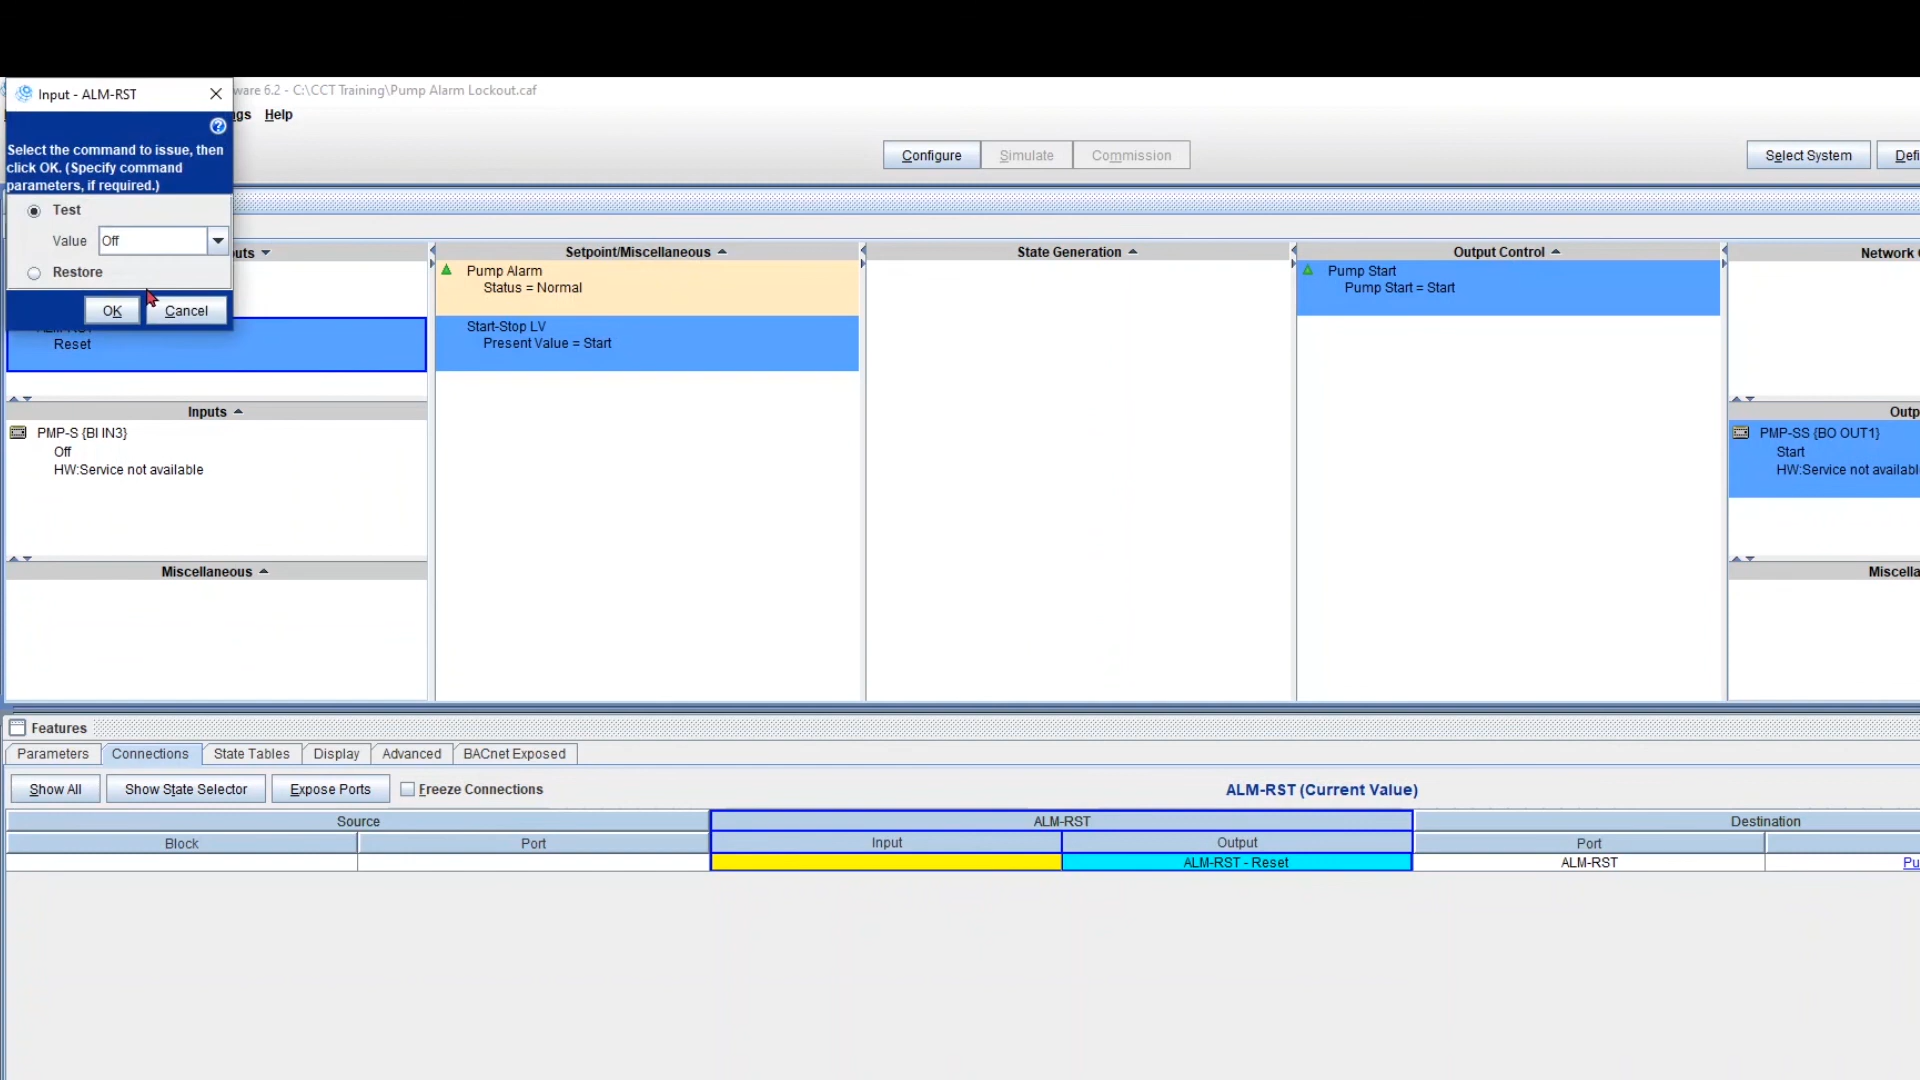 Input - ALM-RST
ware 6.2 - C:\CCT Training\Pump Alarm Lockout.caf
gs Help
Select the command to issue, then
click OK. (Specify command
parameters, if required.)
Test
Value Off
Restore
OK Cancel
Configure Simulate Commission
Select System Defi
uts
Reset
Inputs
PMP-S {BI IN3}
Off
HW:Service not available
Miscellaneous
Setpoint/Miscellaneous
Pump Alarm
Status = Normal
Start-Stop LV
Present Value = Start
State Generation
Output Control
Pump Start
Pump Start = Start
Network
Outp
PMP-SS {BO OUT1}
Start
HW:Service not availabl
Miscella
Features
Parameters Connections State Tables Display Advanced BACnet Exposed
Show All Show State Selector Expose Ports Freeze Connections ALM-RST (Current Value)
Source ALM-RST Destination
Block Port Input Output Port
ALM-RST - Reset ALM-RST Pu